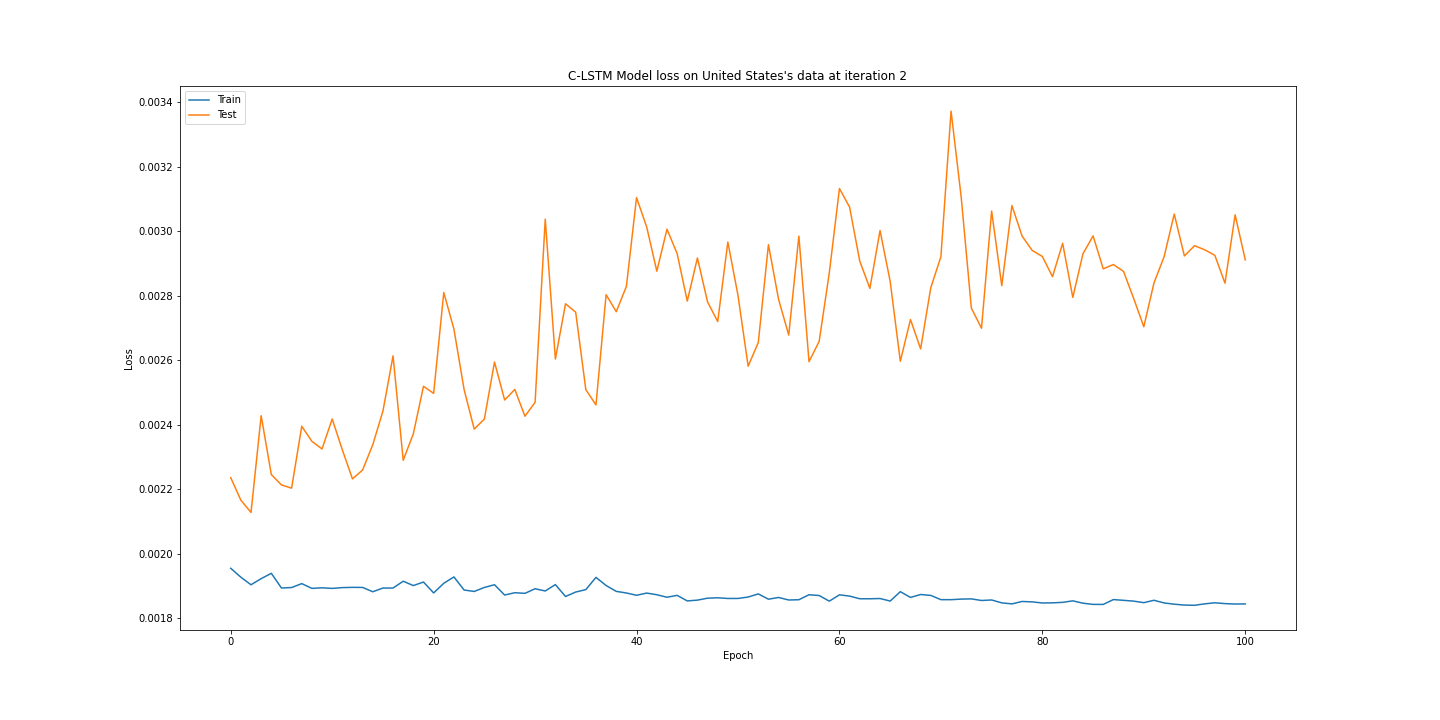 C-LSTM Model loss on United States's data at iteration 2
Train
Test
0.0034
0.0032
0.0030
0.0028
0.0026
0.0024
0.0022
0.0020
0.0018
Loss
0 20 40 60 80 100
Epoch